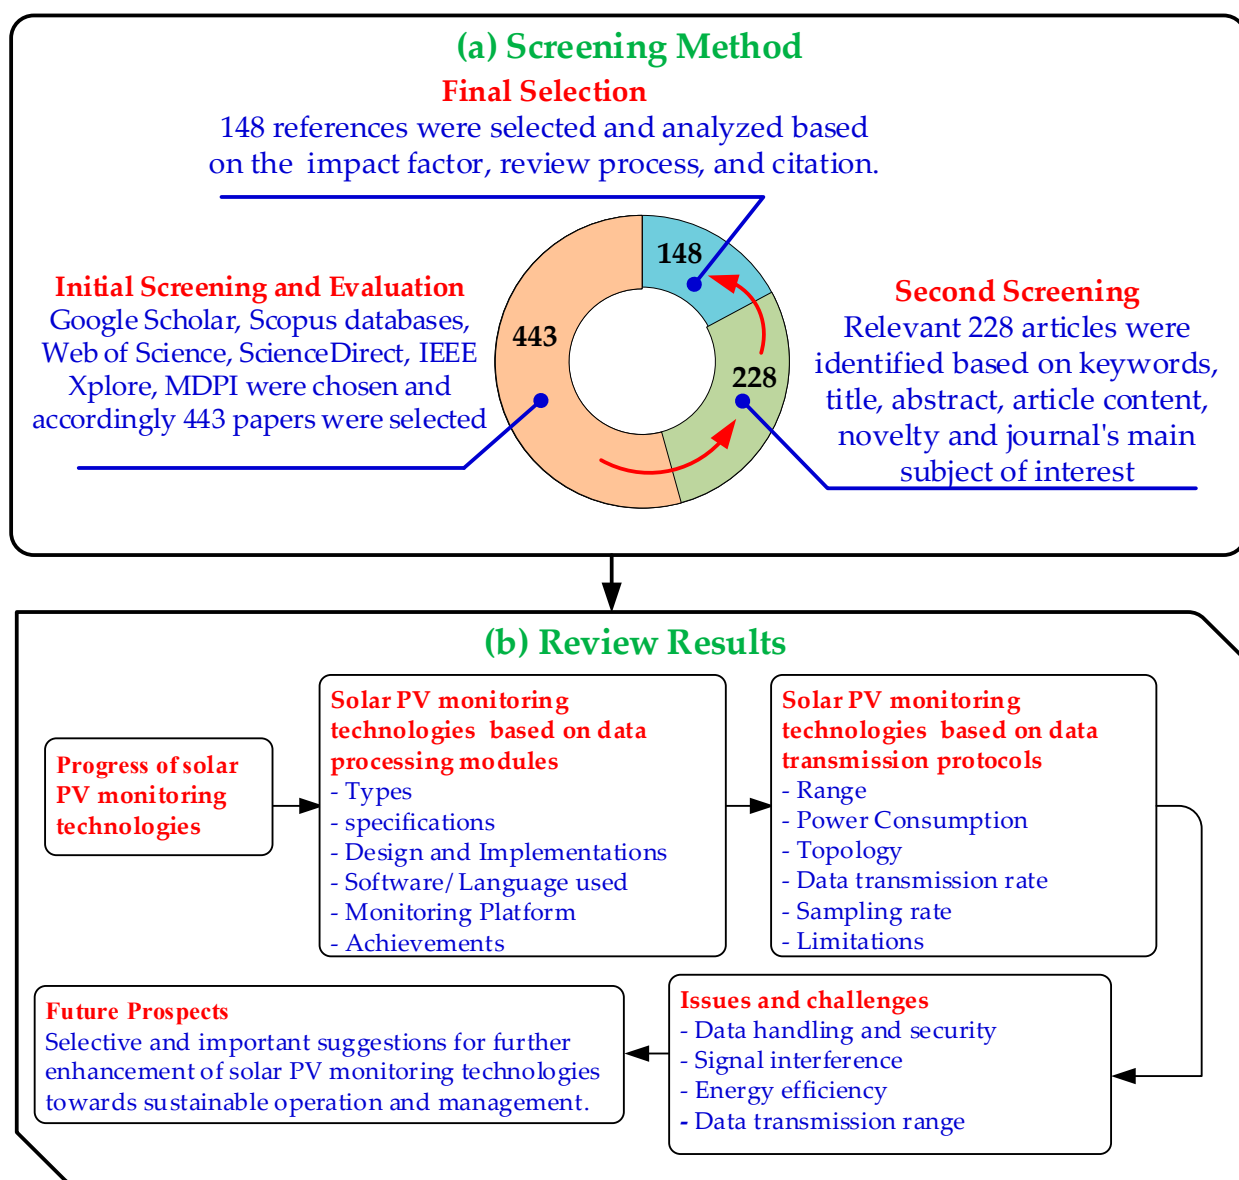 (a) Screening Method
Final Selection
148 references were selected and analyzed based
on the impact factor, review process, and citation.
148
443
228
Initial Screening and Evaluation
Google Scholar, Scopus databases,
Web of Science, ScienceDirect, IEEE
Xplore, MDPI were chosen and
accordingly 443 papers were selected
Second Screening
Relevant 228 articles were
identified based on keywords,
title, abstract, article content,
novelty and journal's main
subject of interest
(b) Review Results
Progress of solar
PV monitoring
technologies
Solar PV monitoring
technologies based on data
processing modules
- Types
- specifications
- Design and Implementations
- Software/Language used
- Monitoring Platform
- Achievements
Solar PV monitoring
technologies based on data
transmission protocols
- Range
- Power Consumption
- Topology
- Data transmission rate
- Sampling rate
- Limitations
Issues and challenges
- Data handling and security
- Signal interference
- Energy efficiency
- Data transmission range
Future Prospects
Selective and important suggestions for further
enhancement of solar PV monitoring technologies
towards sustainable operation and management.